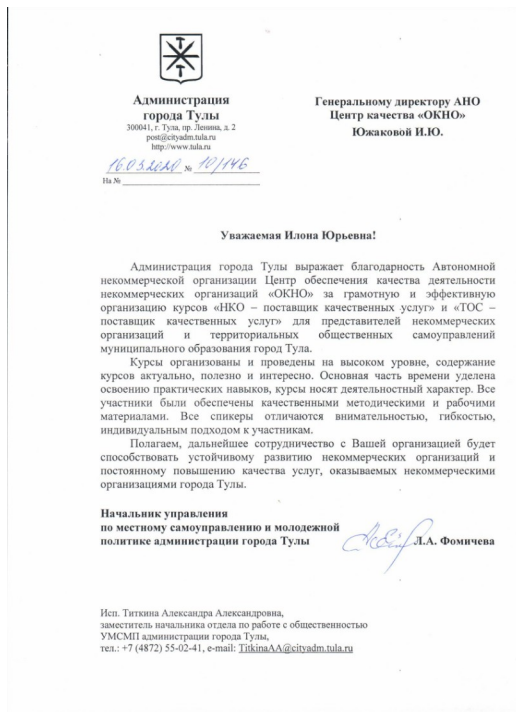 Администрация
города Тулы
300041, г. Тула, пр. Ленина, д. 2
post@cityadm.tula.ru
http://www.tula.ru
16.03.2020 № 10/146
На №
Генеральному директору АНО
Центр качества «ОКНО»
Южаковой И.Ю.
Уважаемая Илона Юрьевна!
Администрация города Тулы выражает благодарность Автономной
некоммерческой организации Центр обеспечения качества деятельности
некоммерческих организаций «ОКНО» за грамотную и эффективную
организацию курсов «НКО – поставщик качественных услуг» и «ТОС –
поставщик качественных услуг» для представителей некоммерческих
организаций и территориальных общественных самоуправлений
муниципального образования город Тула.
Курсы организованы и проведены на высоком уровне, содержание
курсов актуально, полезно и интересно. Основная часть времени уделена
освоению практических навыков, курсы носят деятельностный характер. Все
участники были обеспечены качественными методическими и рабочими
материалами. Все спикеры отличаются внимательностью, гибкостью,
индивидуальным подходом к участникам.
Полагаем, дальнейшее сотрудничество с Вашей организацией будет
способствовать устойчивому развитию некоммерческих организаций и
постоянному повышению качества услуг, оказываемых некоммерческими
организациями города Тулы.
Начальник управления
по местному самоуправлению и молодежной
политике администрации города Тулы Л.А. Фомичева
Исп. Титкина Александра Александровна,
заместитель начальника отдела по работе с общественностью
УМСМП администрации города Тулы,
тел.: +7 (4872) 55-02-41, e-mail: TitkinaAA@cityadm.tula.ru